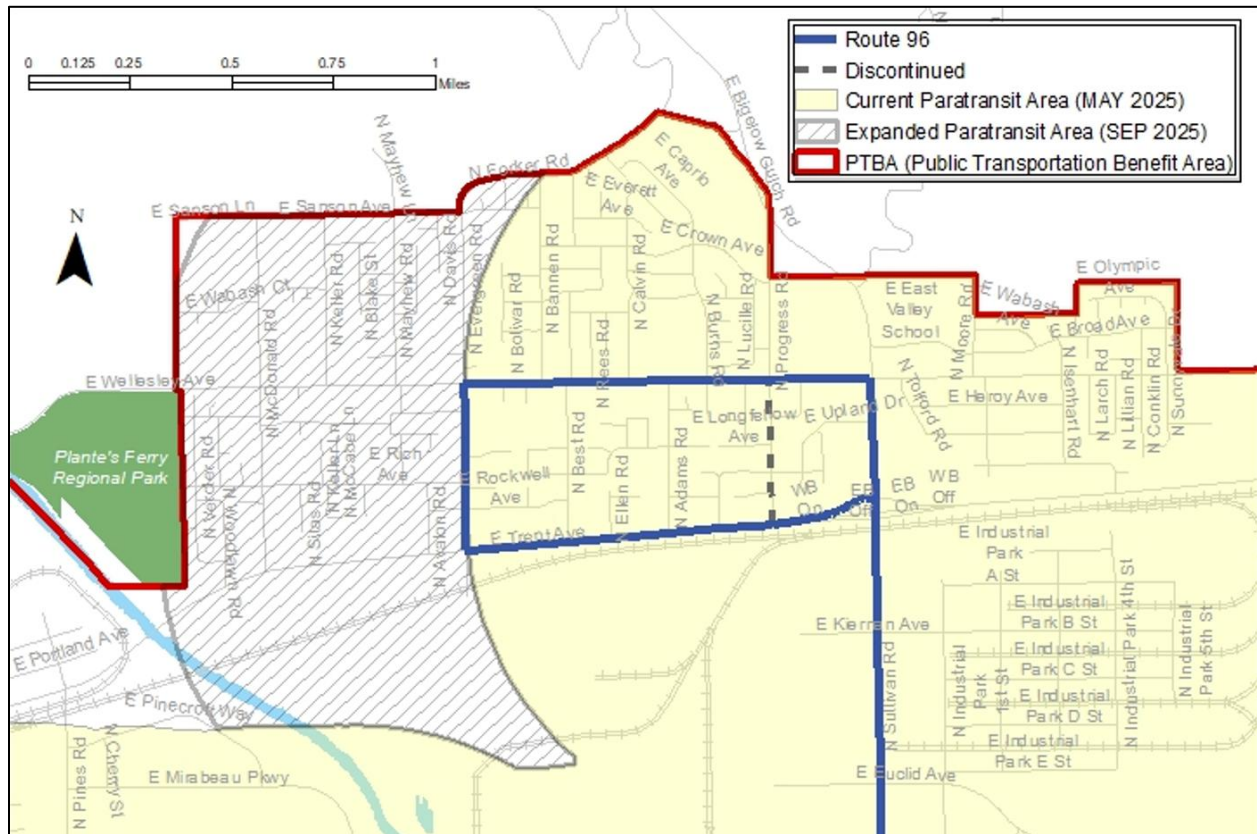 Route 96
Discontinued
Current Paratransit Area (MAY 2025)
Expanded Paratransit Area (SEP 2025)
PTBA (Public Transportation Benefit Area)
0 0.125 0.25 0.5 0.75 1
Miles
N
E Bigelow Gulch Rd
N Mayhew Ln
N Forker Rd
E Caprio
Ave
E Everett
Ave
E Sanson Ln
E Sanson Ave
E Crown Ave
E Wabash Ct
N McDonald Rd
N Keller Rd
N Blake St
N Mayhew Rd
N Davis Rd
N Evergreen Rd
N Bolivar Rd
N Bannen Rd
N Rees Rd
N Calvin Rd
N Burns Rd
N Lucille Rd
N Progress Rd
E East
Valley
School
N Moore Rd
E Wabash
Ave
E Olympic
Ave
E Broad Ave
N Isenhart Rd
N Larch Rd
N Lillian Rd
N Conklin Rd
E Wellesley Ave
N Tolford Rd
E Heroy Ave
E Longfellow
Ave
E Upland Dr
Plante's Ferry
Regional Park
N Verder Rd
N Woodlawn Rd
N Sitas Rd
N Keller Ln
N McCabe Ln
E Rich
Ave
N Avalon Rd
E Rockwell
Ave
N Best Rd
N Ellen Rd
N Adams Rd
WB
On
EB
Off
EB
On
WB
Off
E Trent Ave
E Industrial
Park
A St
E Industrial
Park B St
E Kiernan Ave
E Industrial
Park C St
E Industrial
Park D St
E Industrial
Park E St
N Industrial
Park
1st St
N Industrial Park 4th St
N Industrial
Park 5th St
N Sullivan Rd
E Euclid Ave
E Portland Ave
E Pinecroft Way
N Pines Rd
N Cherry St
E Mirabeau Pkwy